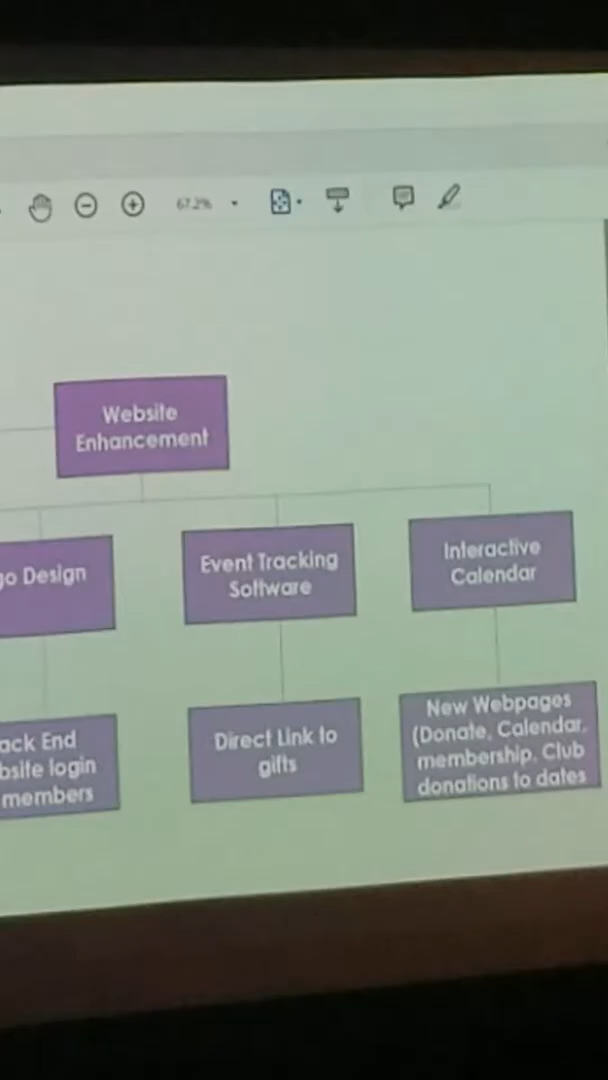 67.2%
Website
Enhancement
go Design
Event Tracking
Software
Interactive
Calendar
ack End
bsite login
members
Direct Link to
gifts
New Webpages
(Donate, Calendar,
membership, Club
donations to dates